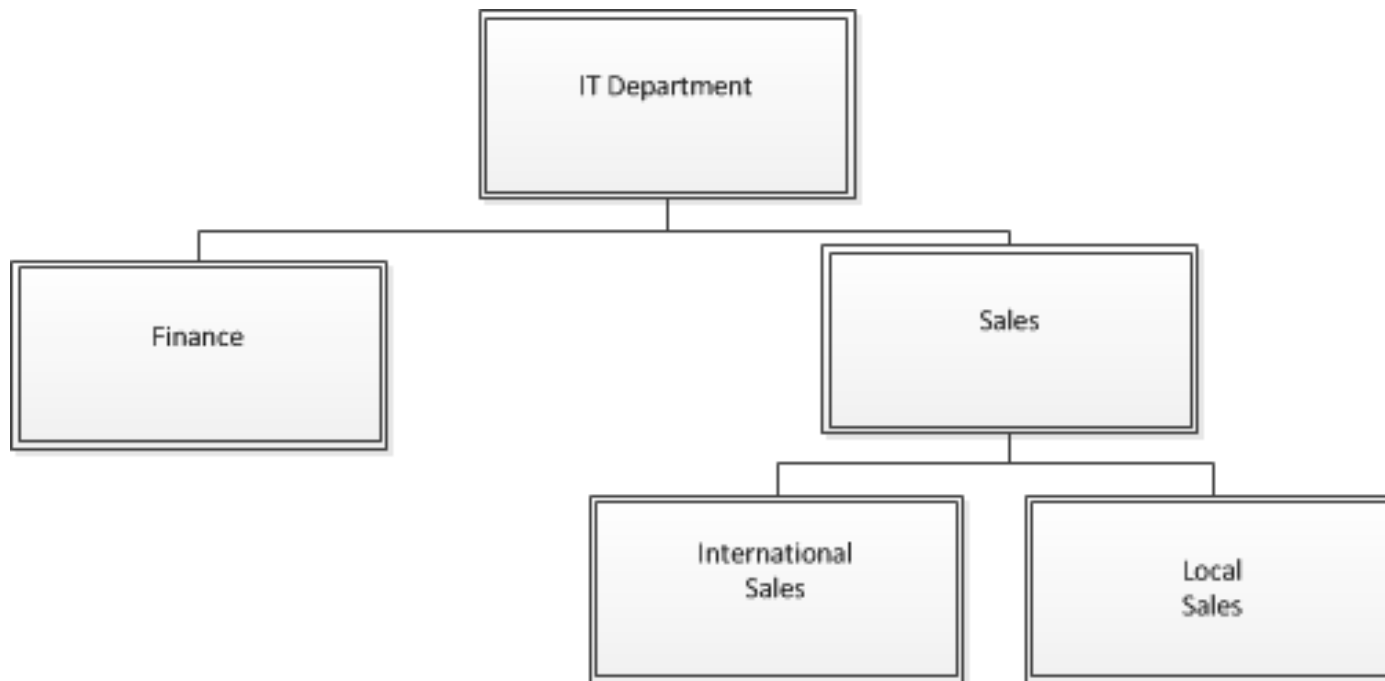 IT Department
Finance
Sales
International
Sales
Local
Sales